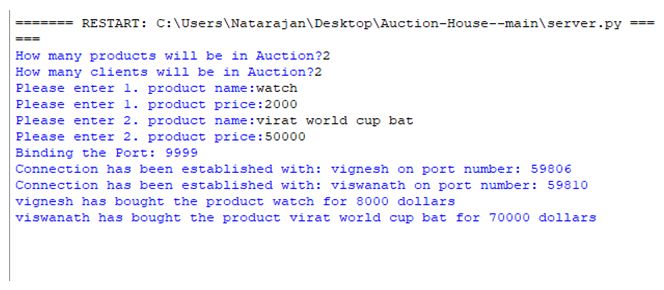 ======= RESTART: C:\Users\Natarajan\Desktop\Auction-House--main\server.py ===
===
How many products will be in Auction?2
How many clients will be in Auction?2
Please enter 1. product name:watch
Please enter 1. product price:2000
Please enter 2. product name:virat world cup bat
Please enter 2. product price:50000
Binding the Port: 9999
Connection has been established with: vignesh on port number: 59806
Connection has been established with: viswanath on port number: 59810
vignesh has bought the product watch for 8000 dollars
viswanath has bought the product virat world cup bat for 70000 dollars